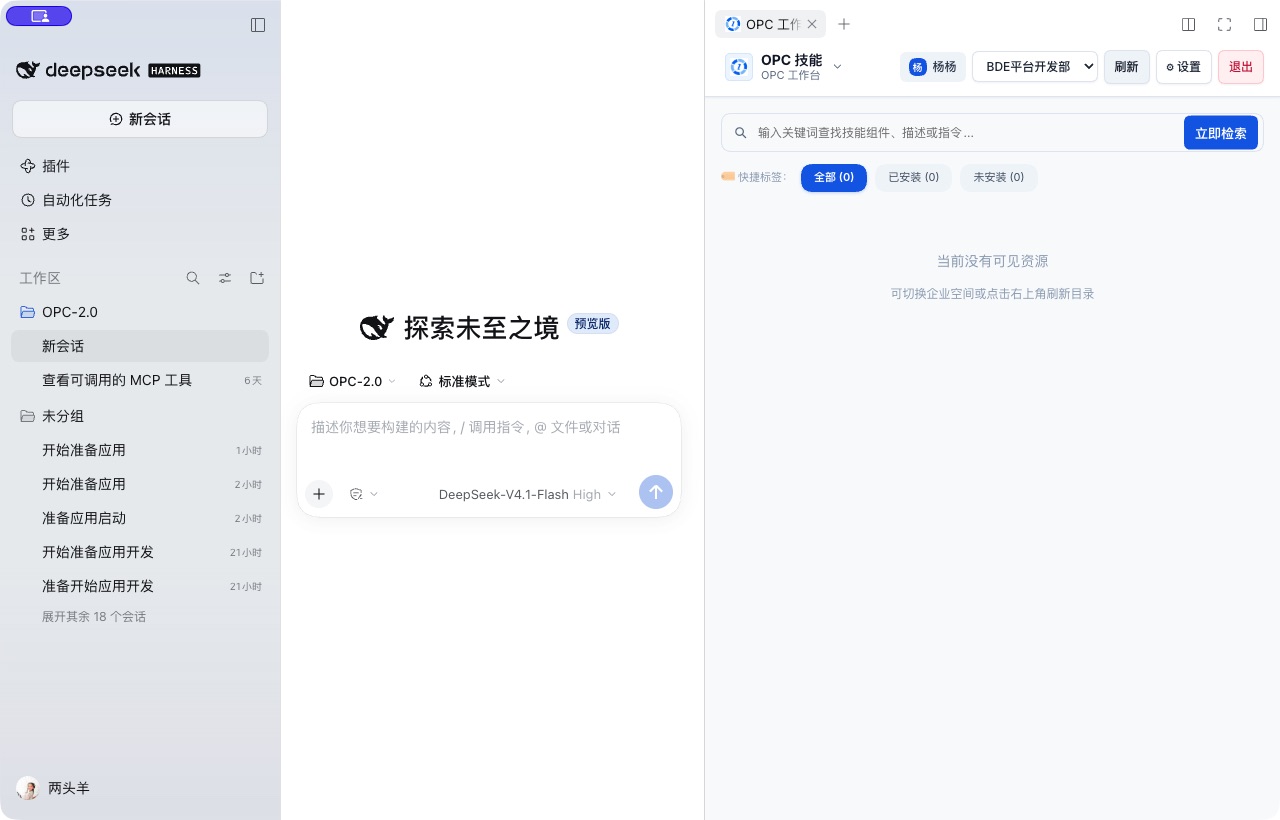 deepseek HARNESS
新会话
插件
自动化任务
更多
工作区
OPC-2.0
新会话
查看可调用的 MCP 工具 6天
未分组
开始准备应用 1小时
开始准备应用 2小时
准备应用启动 2小时
开始准备应用开发 21小时
准备开始应用开发 21小时
展开其余 18 个会话
两头羊
探索未至之境 预览版
OPC-2.0 标准模式
描述你想要构建的内容, / 调用指令, @ 文件或对话
DeepSeek-V4.1-Flash High
OPC 工作
OPC 技能
OPC 工作台
杨 杨杨 BDE平台开发部 刷新 设置 退出
输入关键词查找技能组件、描述或指令... 立即检索
快捷标签: 全部 (0) 已安装 (0) 未安装 (0)
当前没有可见资源
可切换企业空间或点击右上角刷新目录